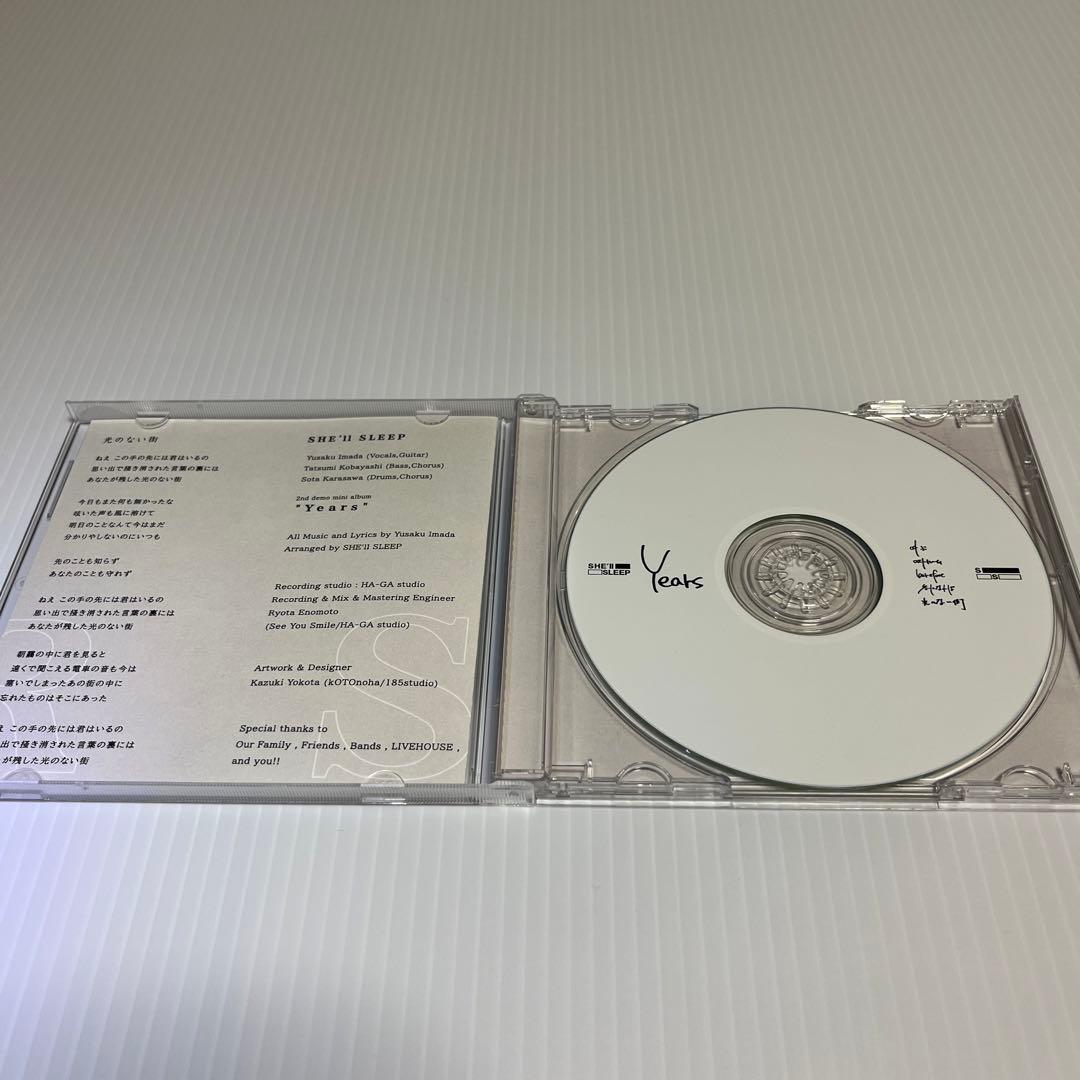 光のない街
ねえ この手の先には君はいるの
思い出で掻き消された言葉の裏には
あなたが残した光のない街
今日もまた何も無かったな
呟いた声も風に溶けて
明日のことなんて今はまだ
分かりやしないのにいつも
先のことも知らず
あなたのことも守れず
ねえ この手の先には君はいるの
思い出で掻き消された言葉の裏には
あなたが残した光のない街
朝靄の中に君を見ると
遠くで聞こえる電車の音も今は
塞いでしまったあの街の中に
忘れたものはそこにあった
え この手の先には君はいるの
出で掻き消された言葉の裏には
が残した光のない街
SHE'll SLEEP
Yusaku Imada (Vocals,Guitar)
Tatsumi Kobayashi (Bass,Chorus)
Sota Karasawa (Drums,Chorus)
2nd demo mini album
"Years"
All Music and Lyrics by Yusaku Imada
Arranged by SHE'll SLEEP
Recording studio : HA-GA studio
Recording & Mix & Mastering Engineer
Ryota Enomoto
(See You Smile/HA-GA studio)
Artwork & Designer
Kazuki Yokota (kOTOnoha/185studio)
Special thanks to
Our Family , Friends , Bands , LIVEHOUSE ,
and you!!
S
SHE'll
SLEEP
Years
S
SL